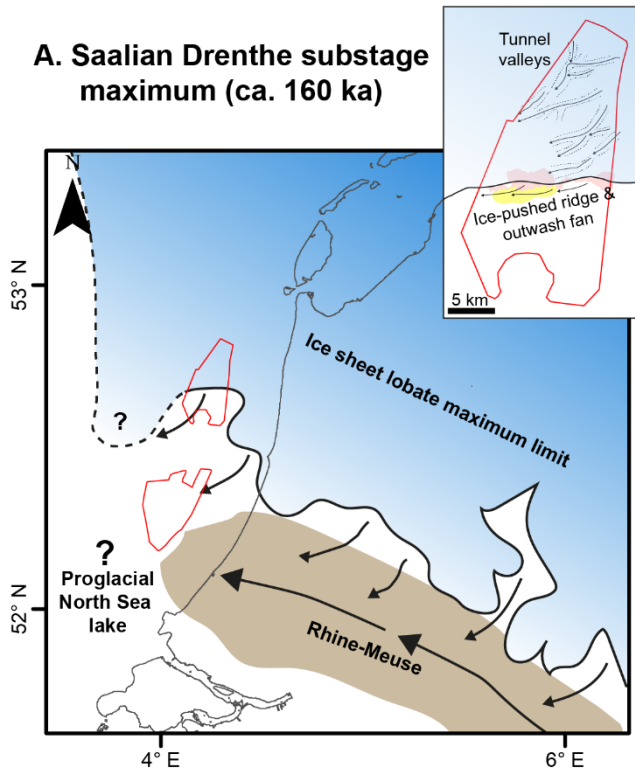 A. Saalian Drenthe substage
maximum (ca. 160 ka)
Tunnel
valleys
Ice-pushed ridge &
outwash fan
5 km
N
53° N
Ice sheet lobate maximum limit
?
?
Proglacial
North Sea
lake
52° N
Rhine-Meuse
4° E
6° E